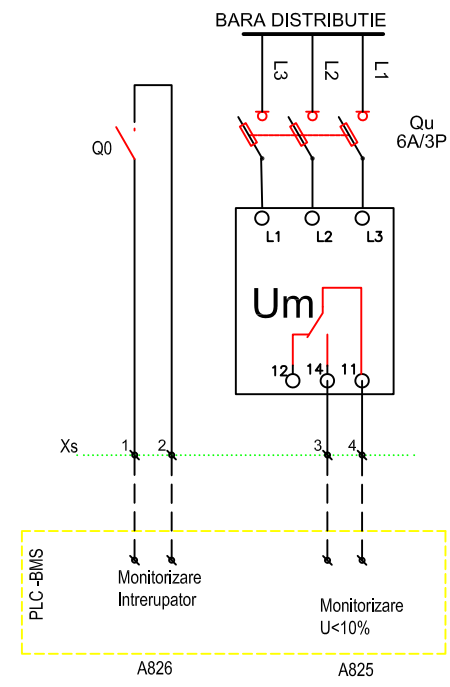 BARA DISTRIBUTIE
L3 L2 L1
Qu
6A/3P
Q0
L1 L2 L3
Um
12 14 11
Xs 1 2 3 4
PLC -BMS
Monitorizare
Intrerupator
Monitorizare
U<10%
A826 A825